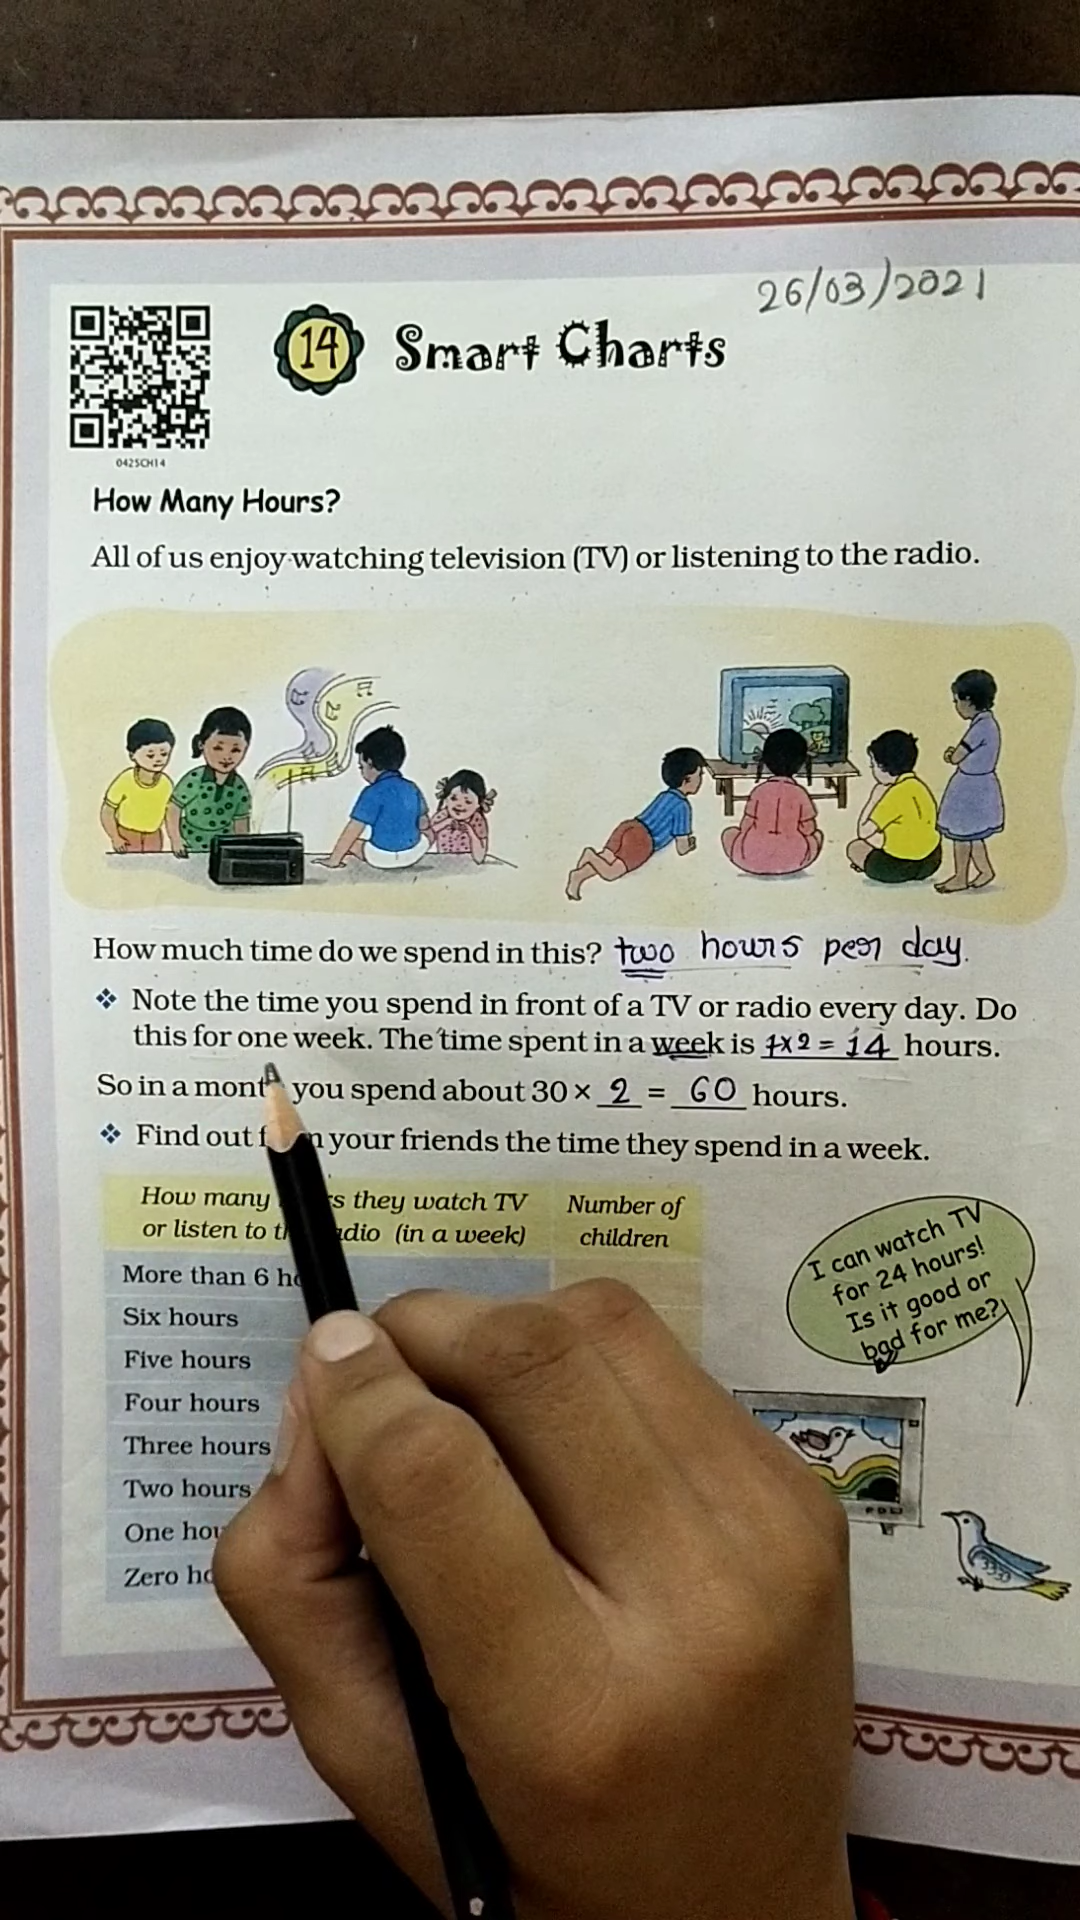 26/03/2021
14 Smart Charts
0425CH14
How Many Hours?
All of us enjoy watching television (TV) or listening to the radio.
How much time do we spend in this? two hours per day.
❖ Note the time you spend in front of a TV or radio every day. Do
this for one week. The time spent in a week is 7x2 = 14 hours.
So in a mont you spend about 30 × 2 = 60 hours.
❖ Find out your friends the time they spend in a week.
How many they watch TV
or listen to (in a week)
Number of
children
More than 6
Six hours
Five hours
Four hours
Three hours
Two hours
One
Zero
I can watch TV
for 24 hours!
Is it good or
bad for me?